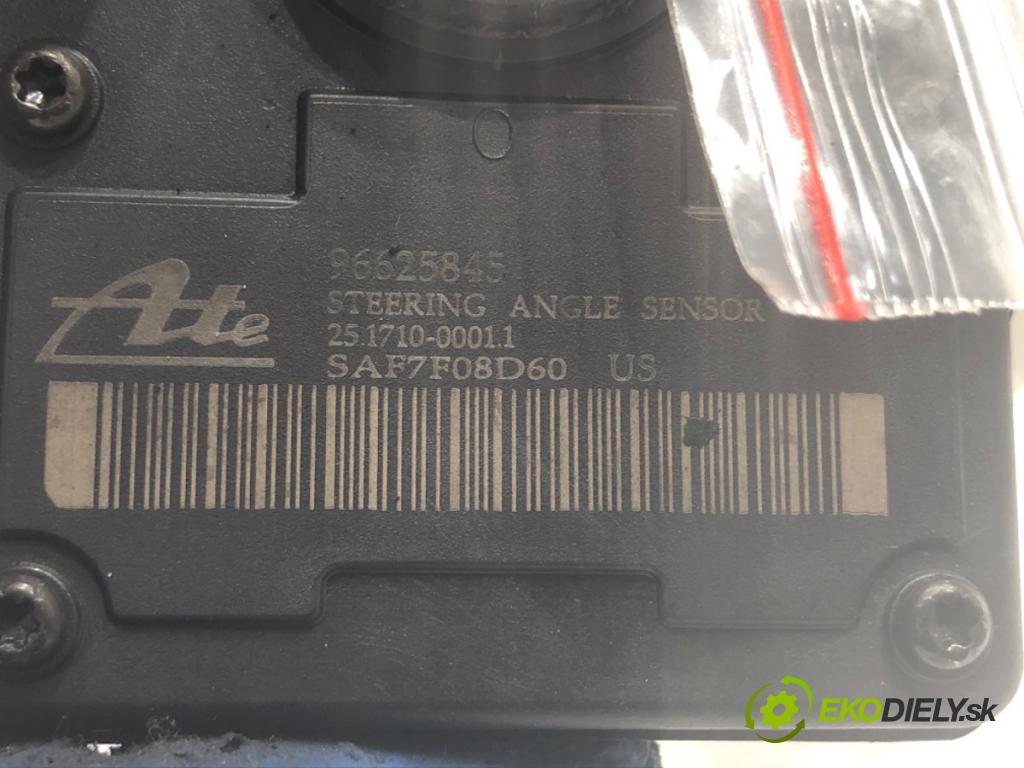 O
96625845
Ate
STEERING ANGLE SENSOR
25.1710-0001.1
SAF7F08D60 US
EKODIELY.sk